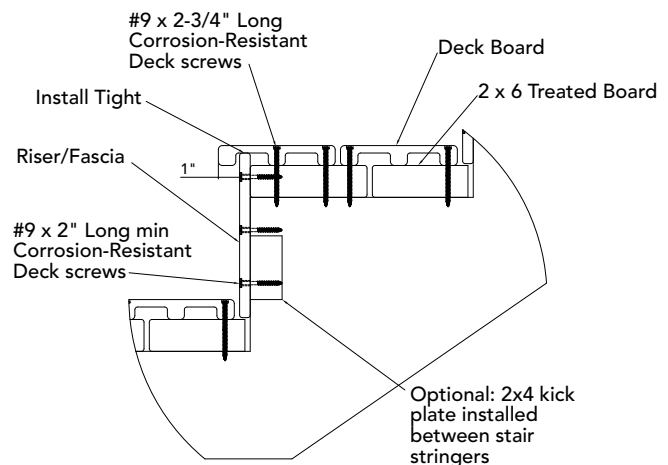 #9 x 2-3/4" Long
Corrosion-Resistant
Deck screws
Deck Board
2 x 6 Treated Board
Install Tight
Riser/Fascia
1"
#9 x 2" Long min
Corrosion-Resistant
Deck screws
Optional: 2x4 kick
plate installed
between stair
stringers